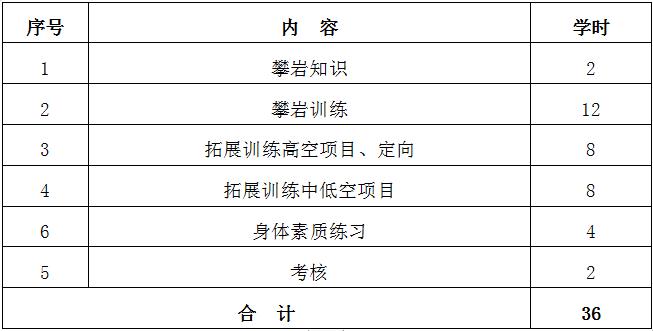 序号 内 容 学时
1 攀岩知识 2
2 攀岩训练 12
3 拓展训练高空项目、定向 8
4 拓展训练中低空项目 8
6 身体素质练习 4
5 考核 2
合 计 36